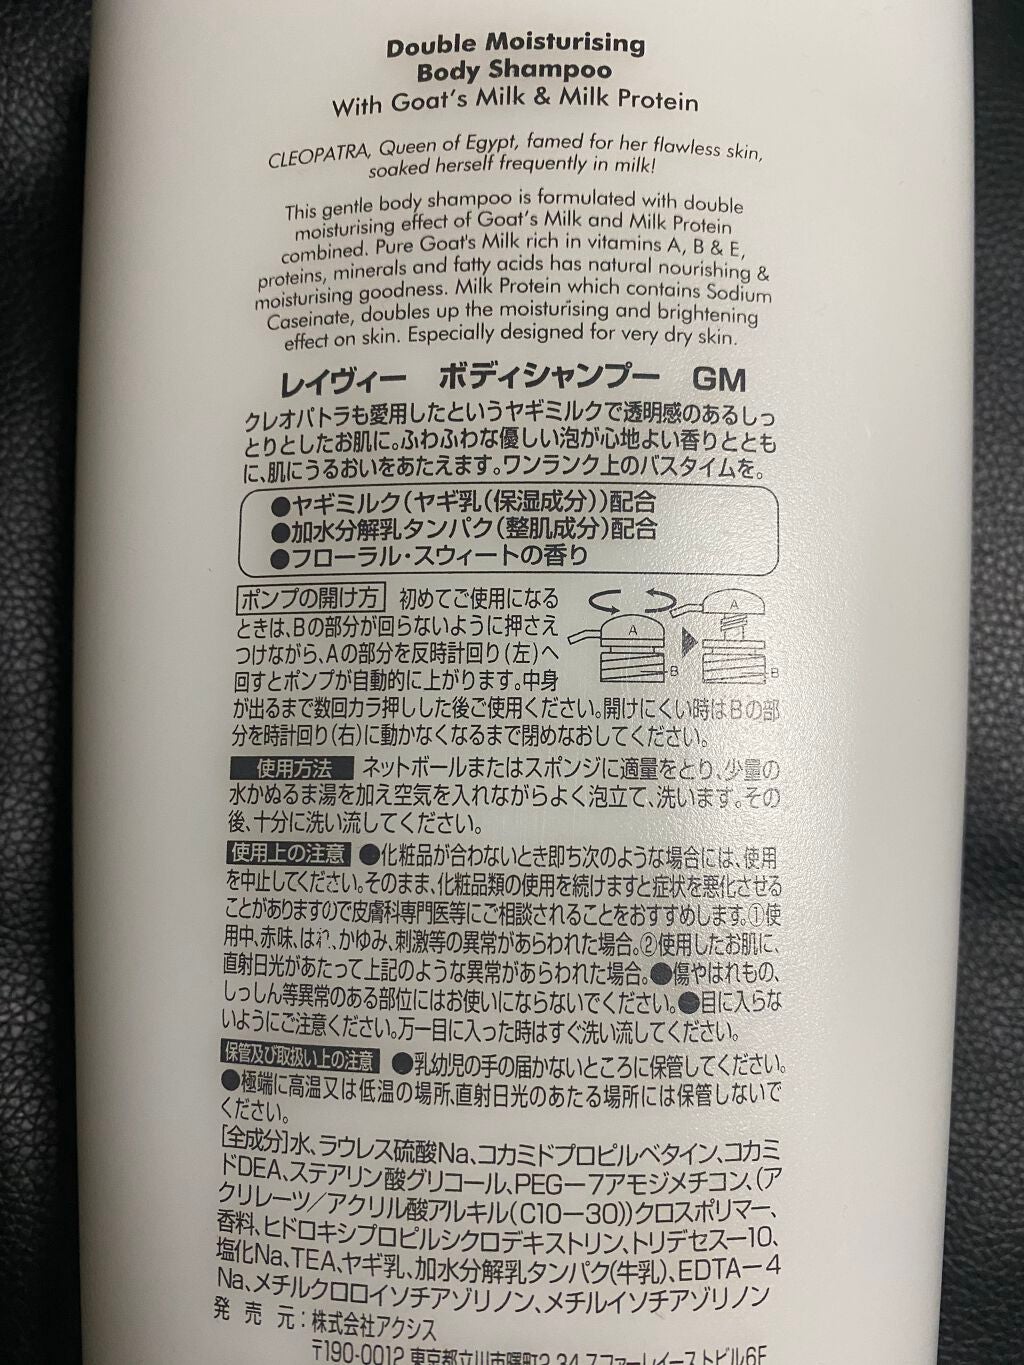 Double Moisturising
Body Shampoo
With Goat's Milk & Milk Protein
CLEOPATRA, Queen of Egypt, famed for her flawless skin,
soaked herself frequently in milk!
This gentle body shampoo is formulated with double
moisturising effect of Goat's Milk and Milk Protein
combined. Pure Goat's Milk rich in vitamins A, B & E,
proteins, minerals and fatty acids has natural nourishing &
moisturising goodness. Milk Protein which contains Sodium
Caseinate, doubles up the moisturising and brightening
effect on skin. Especially designed for very dry skin.
レイヴィー ボディシャンプー GM
クレオパトラも愛用したというヤギミルクで透明感のあるしっ
とりとしたお肌に。ふわふわな優しい泡が心地よい香りととも
に、肌にうるおいをあたえます。ワンランク上のバスタイムを。
●ヤギミルク(ヤギ乳(保湿成分))配合
●加水分解乳タンパク(整肌成分)配合
●フローラル・スウィートの香り
ポンプの開け方 初めてご使用になる
ときは、Bの部分が回らないように押さえ
つけながら、Aの部分を反時計回り(左)へ
回すとポンプが自動的に上がります。中身
が出るまで数回カラ押しした後ご使用ください。開けにくい時はBの部
分を時計回り(右)に動かなくなるまで閉めなおしてください。
A
B
A
B
使用方法 ネットボールまたはスポンジに適量をとり、少量の
水かぬるま湯を加え空気を入れながらよく泡立て、洗います。その
後、十分に洗い流してください。
使用上の注意 ●化粧品が合わないとき即ち次のような場合には、使用
を中止してください。そのまま、化粧品類の使用を続けますと症状を悪化させる
ことがありますので皮膚科専門医等にご相談されることをおすすめします。①使
用中、赤味、はれ、かゆみ、刺激等の異常があらわれた場合。②使用したお肌に、
直射日光があたって上記のような異常があらわれた場合。●傷やはれもの、
しっしん等異常のある部位にはお使いにならないでください。●目に入らな
いようにご注意ください。万一目に入った時はすぐ洗い流してください。
保管及び取扱い上の注意 ●乳幼児の手の届かないところに保管してください。
●極端に高温又は低温の場所、直射日光のあたる場所には保管しないで
ください。
[全成分]水、ラウレス硫酸Na、コカミドプロピルベタイン、コカミ
ドDEA、ステアリン酸グリコール、PEG-7アモジメチコン、(ア
クリレーツ/アクリル酸アルキル(C10-30))クロスポリマー、
香料、ヒドロキシプロピルシクロデキストリン、トリデセス-10、
塩化Na、TEA、ヤギ乳、加水分解乳タンパク(牛乳)、EDTA-4
Na、メチルクロロイソチアゾリノン、メチルイソチアゾリノン
発 売 元:株式会社アクシス
〒190-0012 東京都立川市曙町2-34 スファーレイーストビル6F